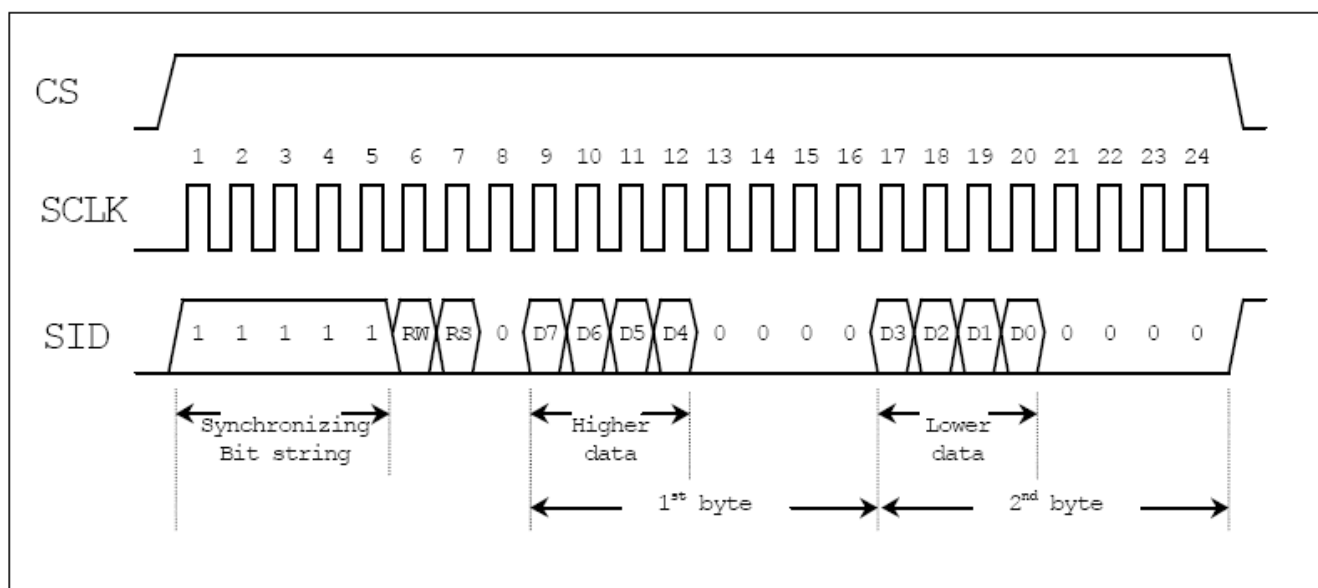 CS
1 2 3 4 5 6 7 8 9 10 11 12 13 14 15 16 17 18 19 20 21 22 23 24
SCLK
SID 1 1 1 1 1 RW RS 0 D7 D6 D5 D4 0 0 0 0 D3 D2 D1 D0 0 0 0 0
Synchronizing Higher Lower
Bit string data data
1st byte 2nd byte